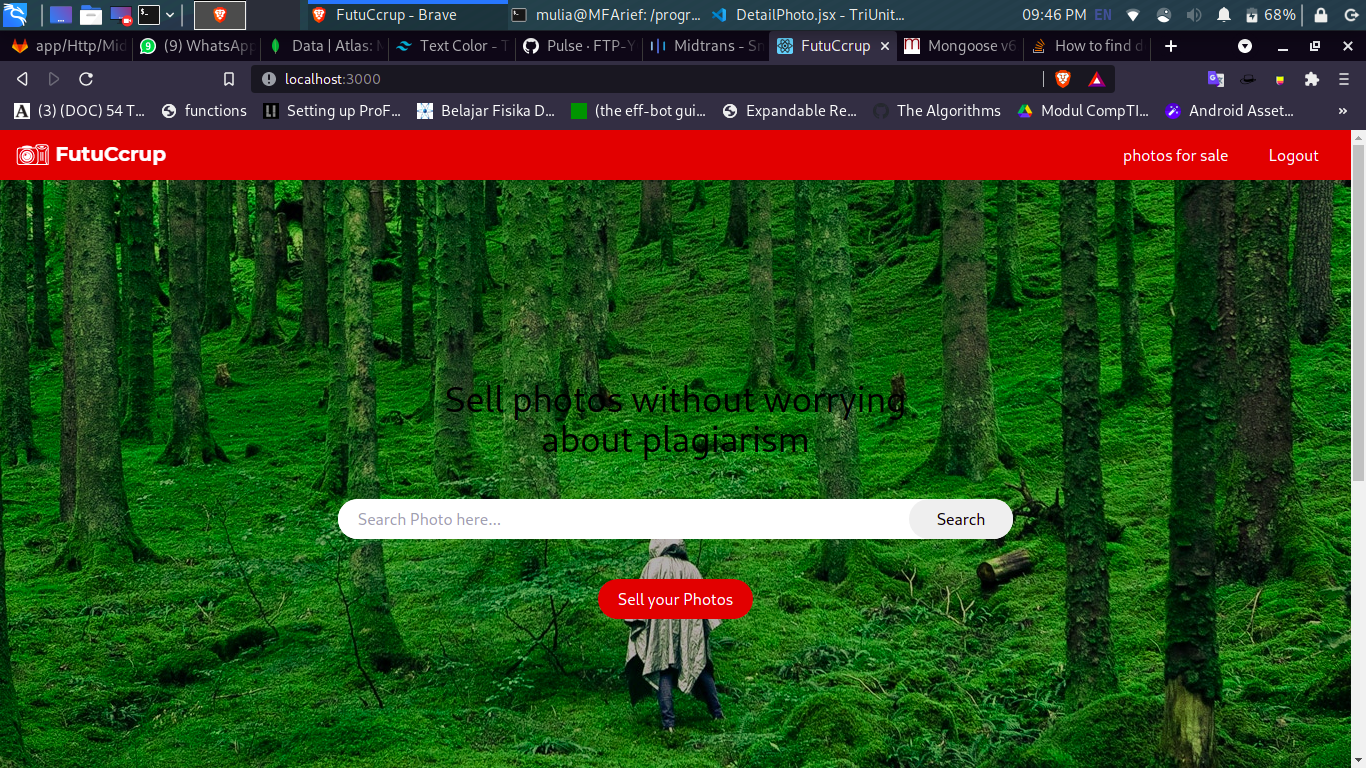 FutuCcrup - Brave
mulia@MFArief: /progr...
DetailPhoto.jsx - TriUnit...
09:46 PM
EN
68%
app/Http/Mid
(9) WhatsApp
Data | Atlas: M
Text Color - T
Pulse · FTP-Y
Midtrans - Sn
FutuCcrup
Mongoose v6
How to find d
localhost:3000
(3) (DOC) 54 T...
functions
Setting up ProF...
Belajar Fisika D...
(the eff-bot gui...
Expandable Re...
The Algorithms
Modul CompTI...
Android Asset...
FutuCcrup
photos for sale
Logout
Sell photos without worrying
about plagiarism
Search Photo here...
Search
Sell your Photos